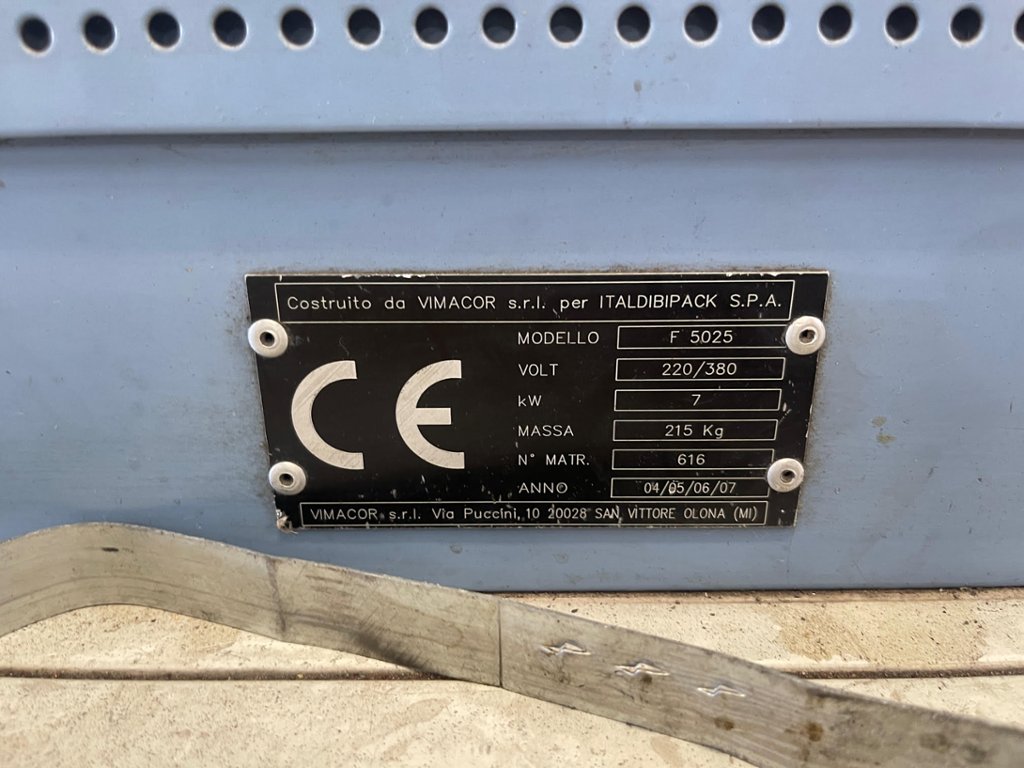 Costruito da VIMACOR s.r.l. per ITALDIBIPACK S.P.A.
CE
MODELLO F 5025
VOLT 220/380
kW 7
MASSA 215 Kg
N° MATR. 616
ANNO 04/05/06/07
VIMACOR s.r.l. Via Puccini, 10 20028 SAN VITTORE OLONA (MI)